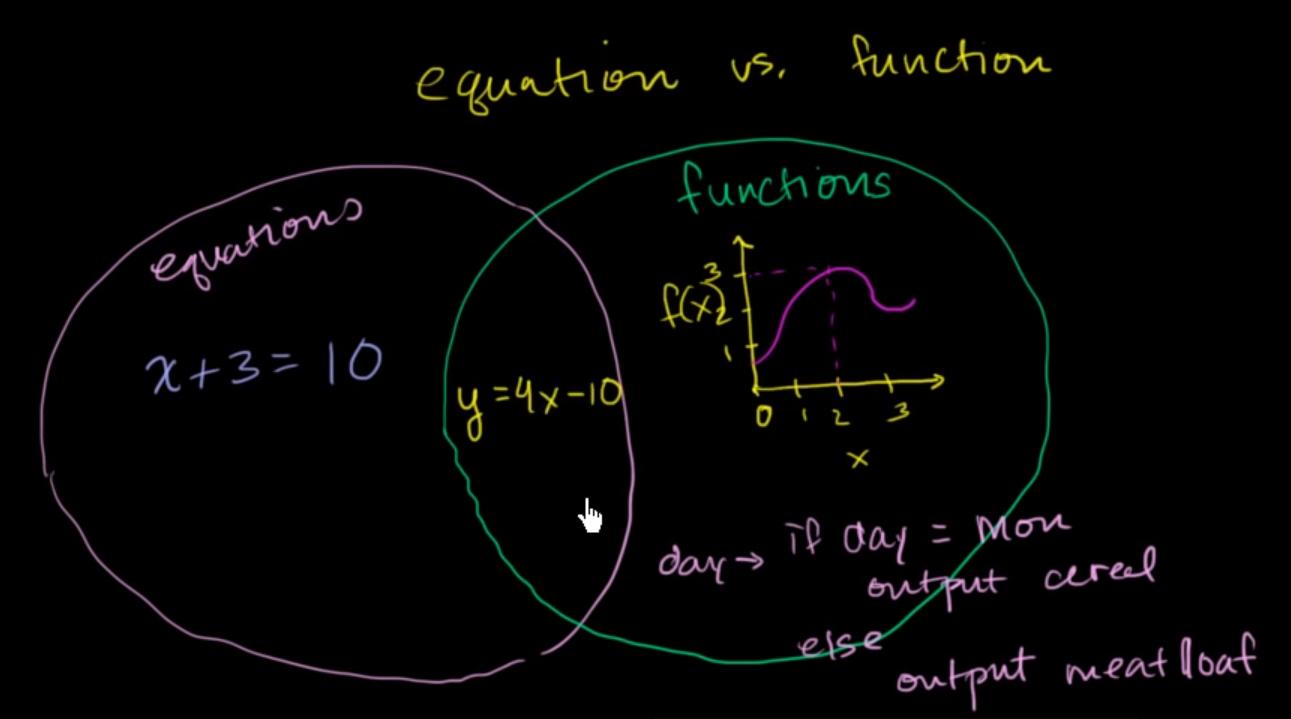 equation vs. function
equations
functions
x+3=10
y=4x-10
f(x)
3
2
1
0 1 2 3
x
day→ if day = Mon
output cereal
else
output meatloaf